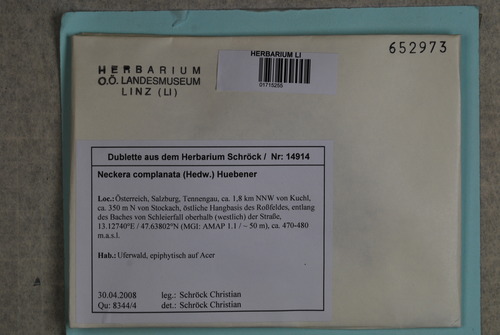 652973
HERBARIUM
O.Ö. LANDESMUSEUM
LINZ (LI)
HERBARIUM LI
01715255
Dublette aus dem Herbarium Schröck / Nr: 14914
Neckera complanata (Hedw.) Huebener
Loc.: Österreich, Salzburg, Tennengau, ca. 1,8 km NNW von Kuchl,
ca. 350 m N von Stockach, östliche Hangbasis des Roßfeldes, entlang
des Baches von Schleierfall oberhalb (westlich) der Straße,
13.12740°E / 47.63802°N (MGI: AMAP 1.1 / ~ 50 m), ca. 470-480
m.a.s.l.
Hab.: Uferwald, epiphytisch auf Acer
30.04.2008 leg.: Schröck Christian
Qu: 8344/4 det.: Schröck Christian